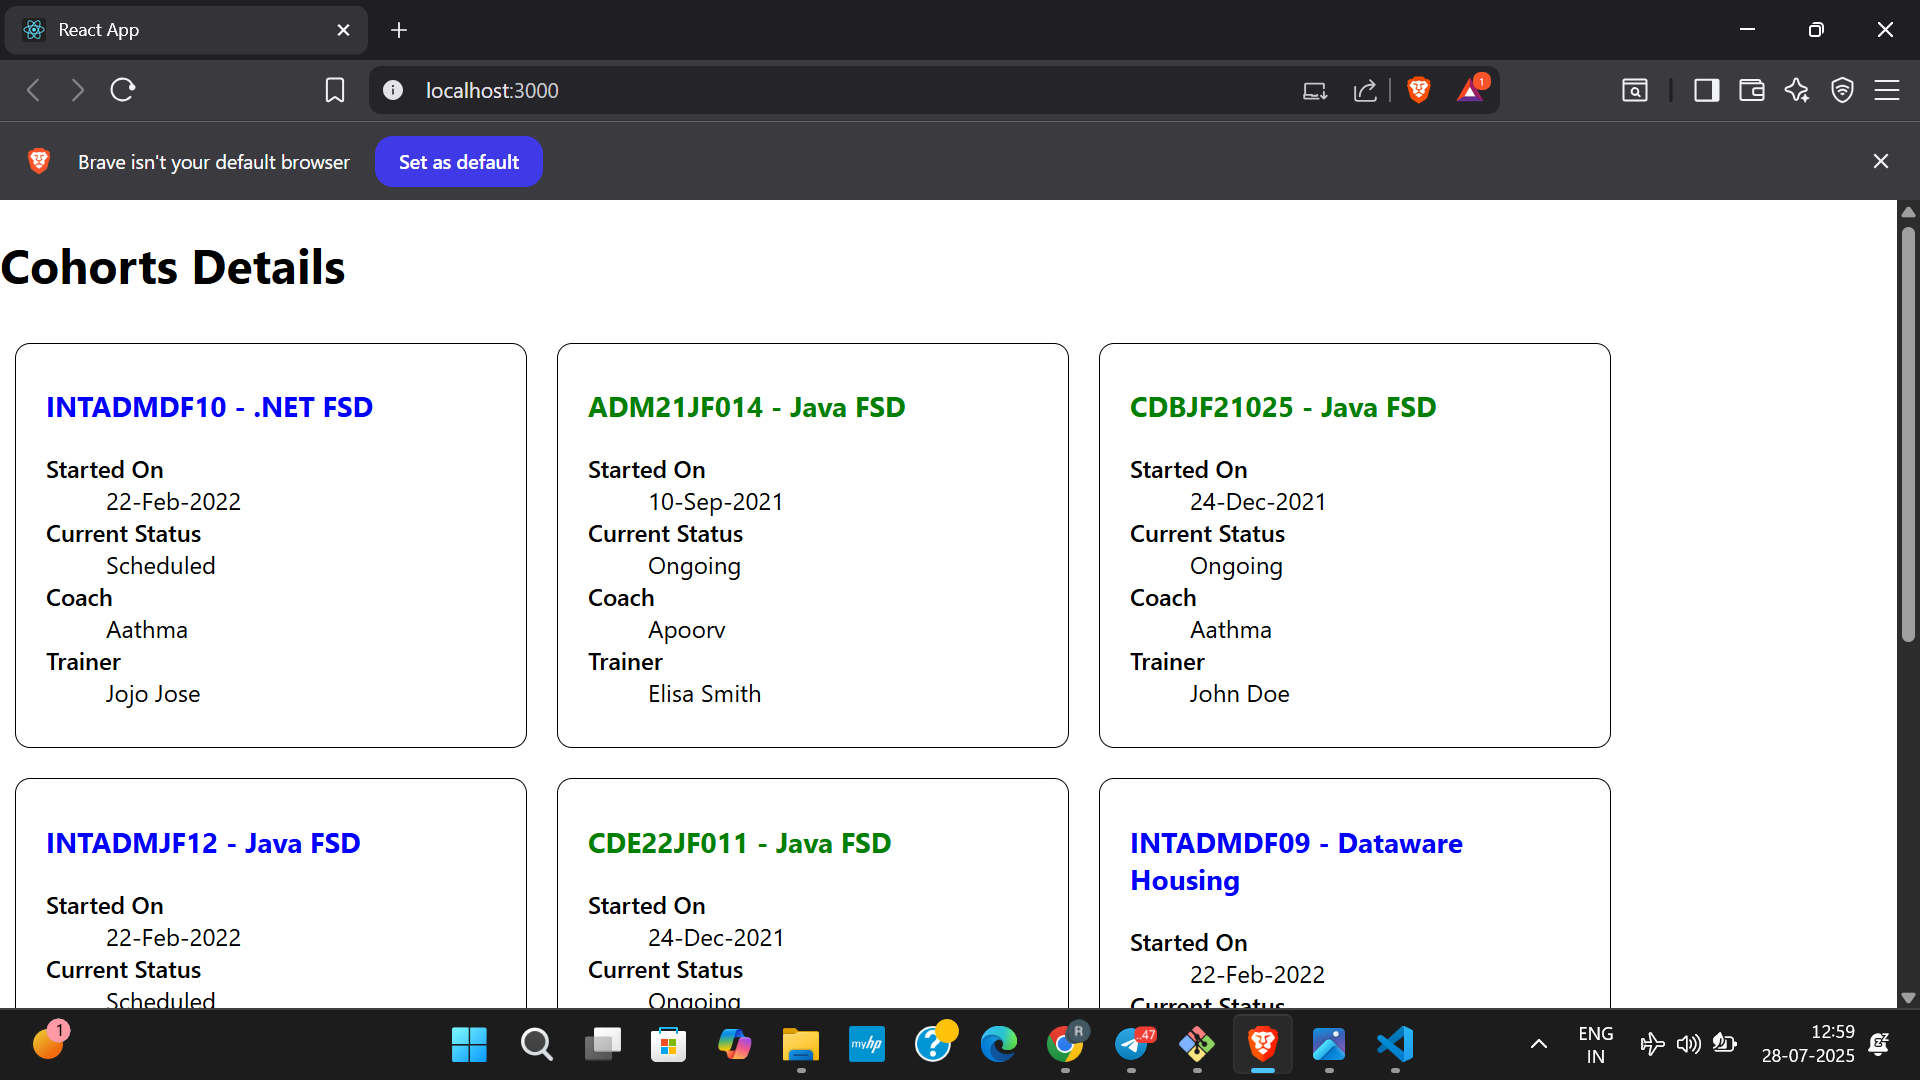 React App
localhost:3000
1
Brave isn't your default browser
Set as default
Cohorts Details
INTADMDF10 - .NET FSD
Started On
22-Feb-2022
Current Status
Scheduled
Coach
Aathma
Trainer
Jojo Jose
ADM21JF014 - Java FSD
Started On
10-Sep-2021
Current Status
Ongoing
Coach
Apoorv
Trainer
Elisa Smith
CDBJF21025 - Java FSD
Started On
24-Dec-2021
Current Status
Ongoing
Coach
Aathma
Trainer
John Doe
INTADMJF12 - Java FSD
Started On
22-Feb-2022
Current Status
Scheduled
CDE22JF011 - Java FSD
Started On
24-Dec-2021
Current Status
Ongoing
INTADMDF09 - Dataware
Housing
Started On
22-Feb-2022
Current Status
1
myhp
R
..47
ENG
IN
12:59
28-07-2025